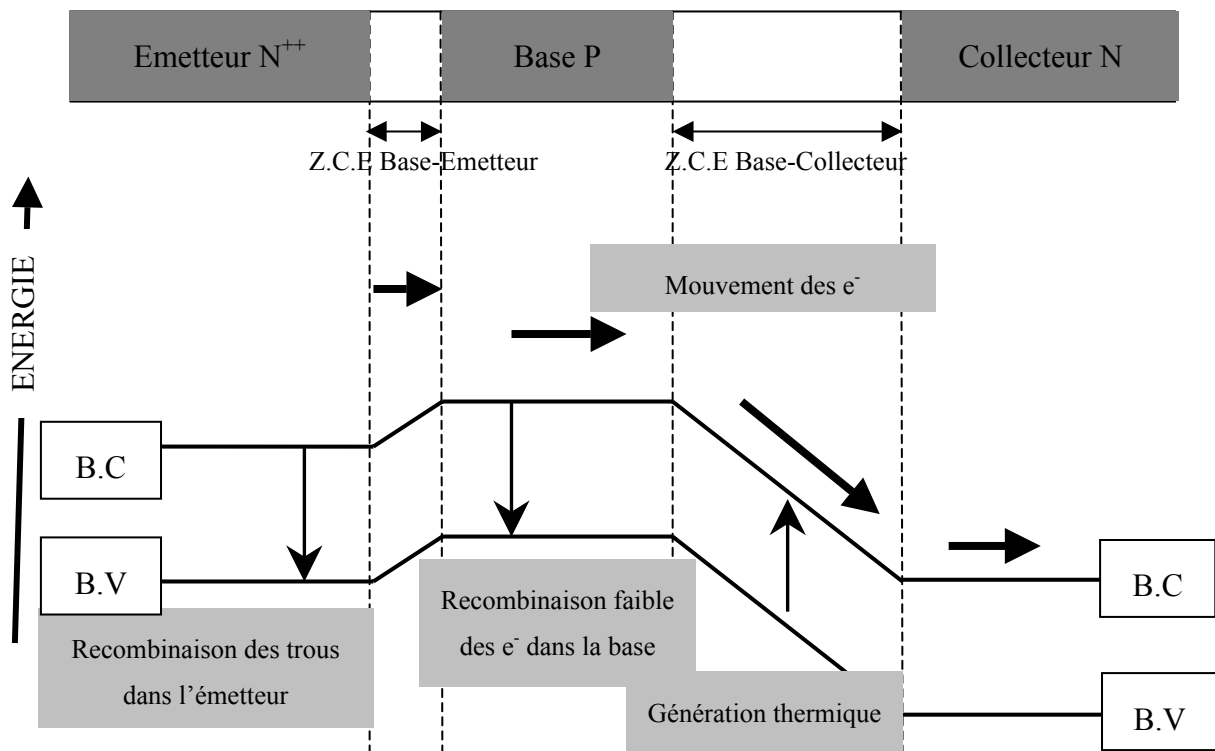 Emetteur N++
Base P
Collecteur N
Z.C.E Base-Emetteur
Z.C.E Base-Collecteur
ENERGIE
Mouvement des e-
B.C
B.V
Recombinaison des trous
dans l’émetteur
Recombinaison faible
des e- dans la base
Génération thermique
B.C
B.V